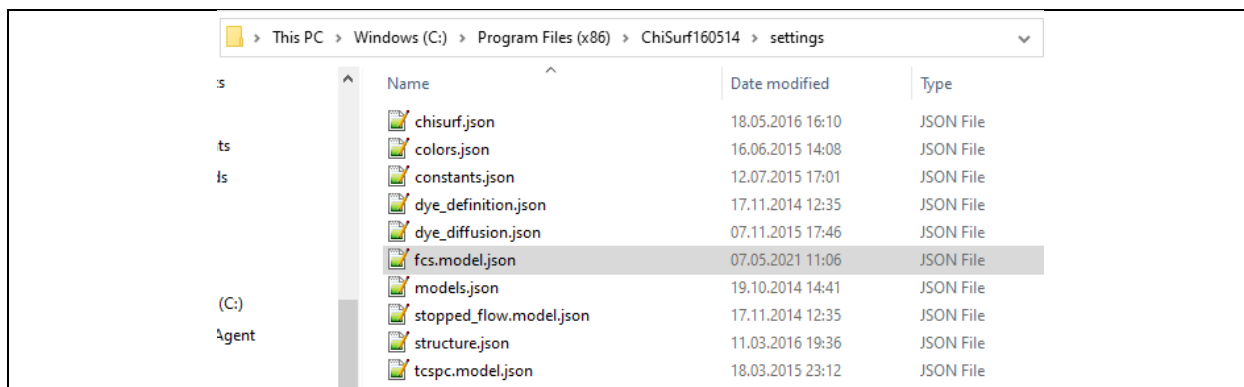 This PC > Windows (C:) > Program Files (x86) > ChiSurf160514 > settings
Name Date modified Type
chisurf.json 18.05.2016 16:10 JSON File
colors.json 16.06.2015 14:08 JSON File
constants.json 12.07.2015 17:01 JSON File
dye_definition.json 17.11.2014 12:35 JSON File
dye_diffusion.json 07.11.2015 17:46 JSON File
fcs.model.json 07.05.2021 11:06 JSON File
models.json 19.10.2014 14:41 JSON File
(C:) stopped_flow.model.json 17.11.2014 12:35 JSON File
Agent structure.json 11.03.2016 19:36 JSON File
tcspc.model.json 18.03.2015 23:12 JSON File